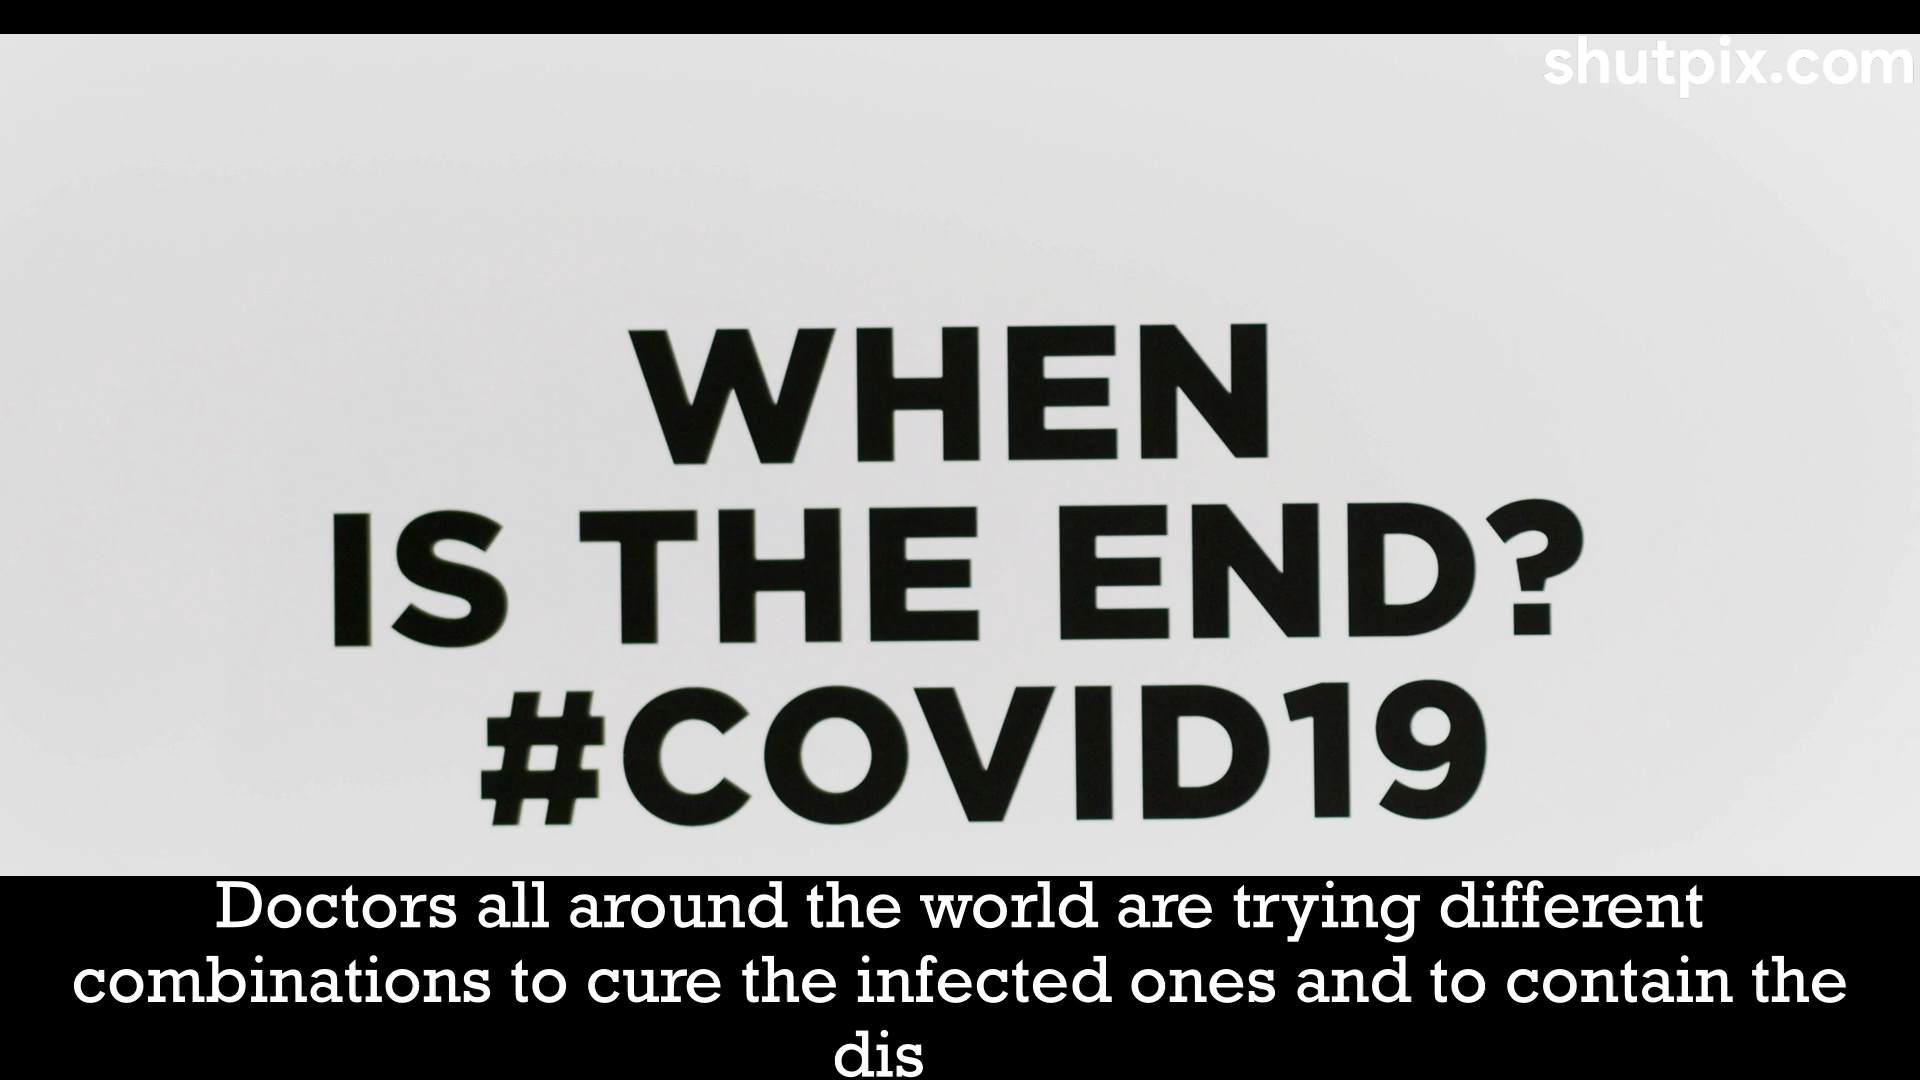 shutpix.com
WHEN
IS THE END?
#COVID19
Doctors all around the world are trying different
combinations to cure the infected ones and to contain the
dis